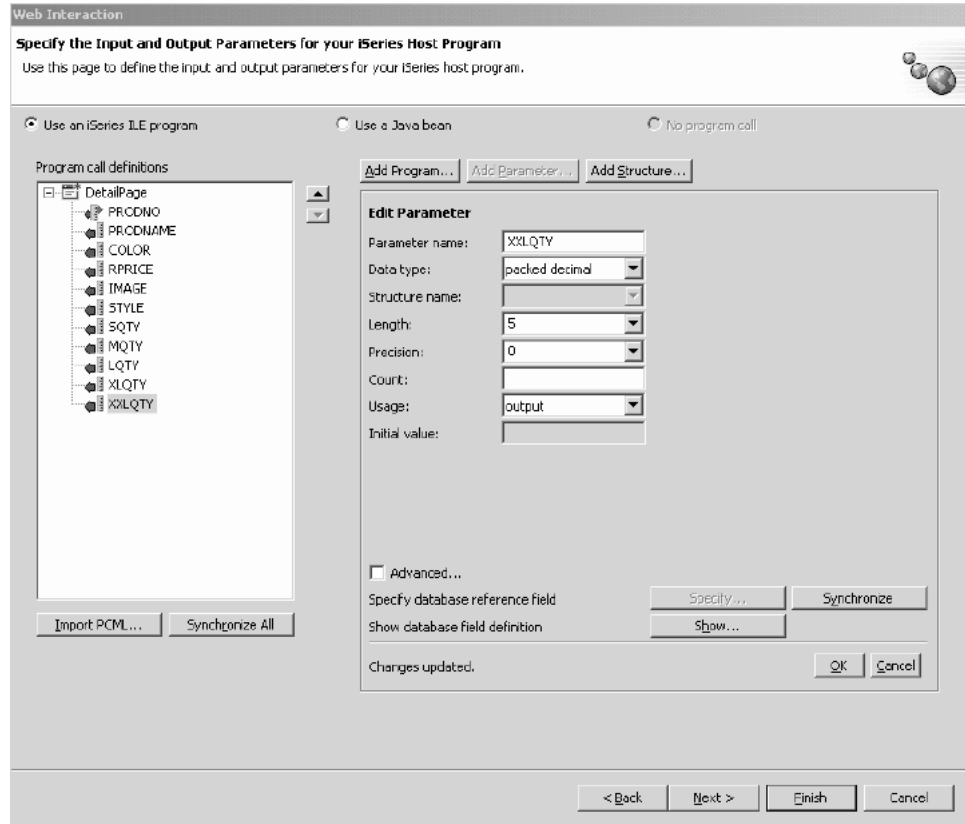 Web Interaction
Specify the Input and Output Parameters for your iSeries Host Program
Use this page to define the input and output parameters for your iSeries host program.
Use an iSeries ILE program
Use a Java bean
No program call
Program call definitions
Add Program...
Add Parameter...
Add Structure...
DetailPage
PRODNO
PRODNAME
COLOR
RPRICE
IMAGE
STYLE
SQTY
MQTY
LQTY
XLQTY
XXLQTY
Edit Parameter
Parameter name: XXLQTY
Data type: packed decimal
Structure name:
Length: 5
Precision: 0
Count:
Usage: output
Initial value:
Advanced...
Specify database reference field
Specify...
Synchronize
Show database field definition
Show...
Import PCML...
Synchronize All
Changes updated.
OK
Cancel
< Back
Next >
Finish
Cancel